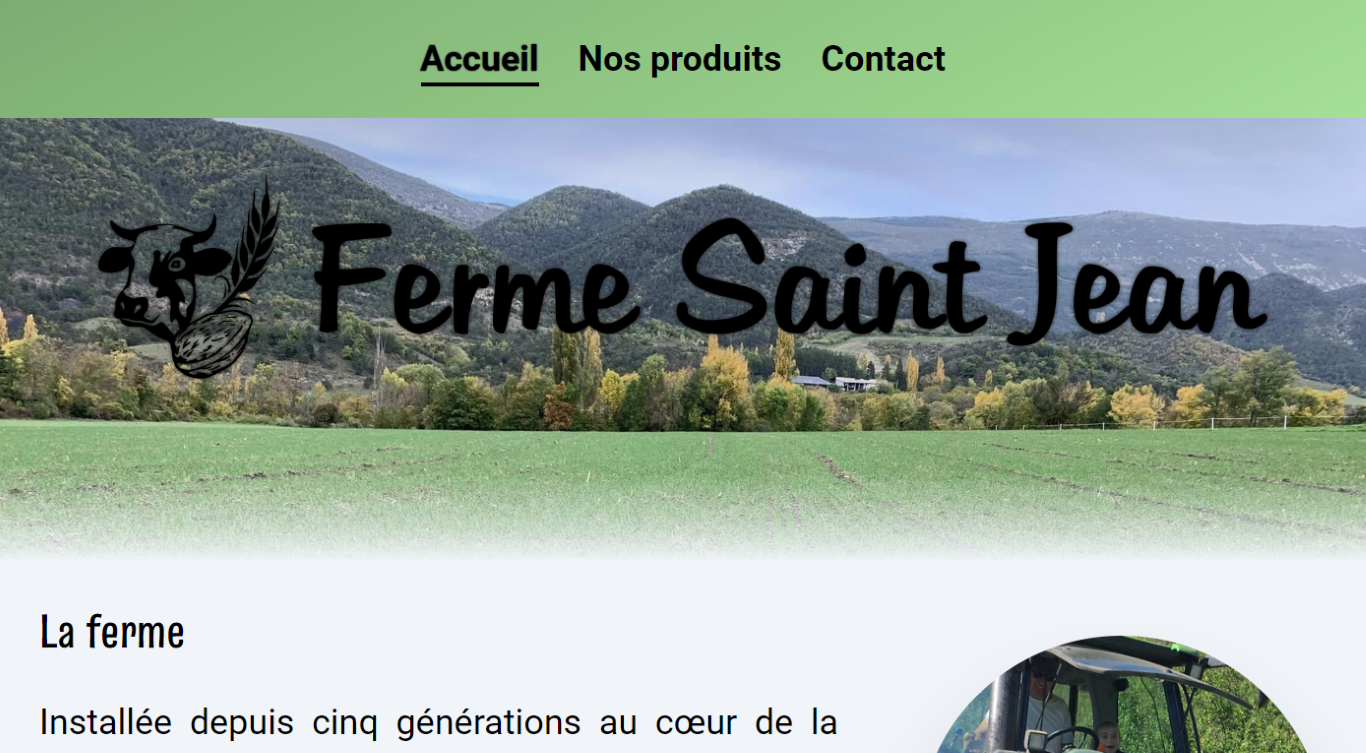 Accueil Nos produits Contact
Ferme Saint Jean
La ferme
Installée depuis cinq générations au cœur de la